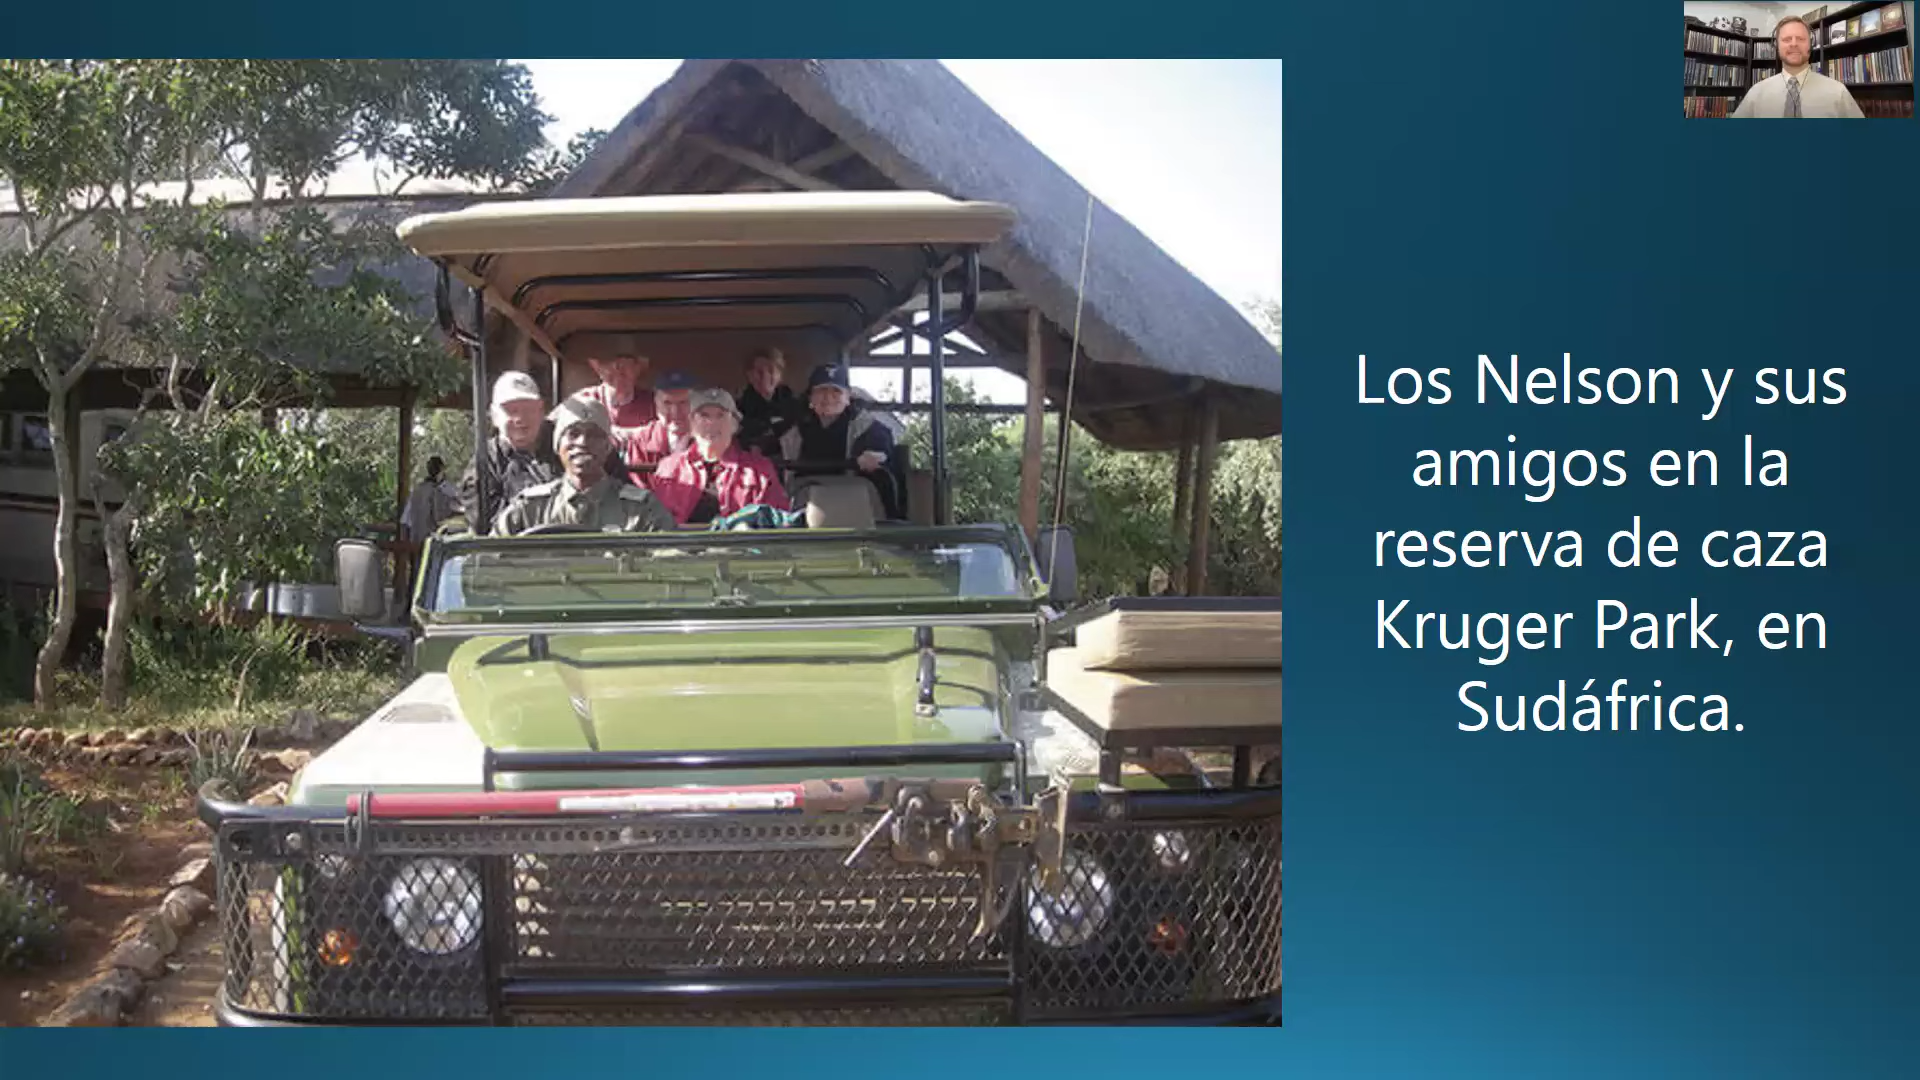 Los Nelson y sus
amigos en la
reserva de caza
Kruger Park, en
Sudáfrica.